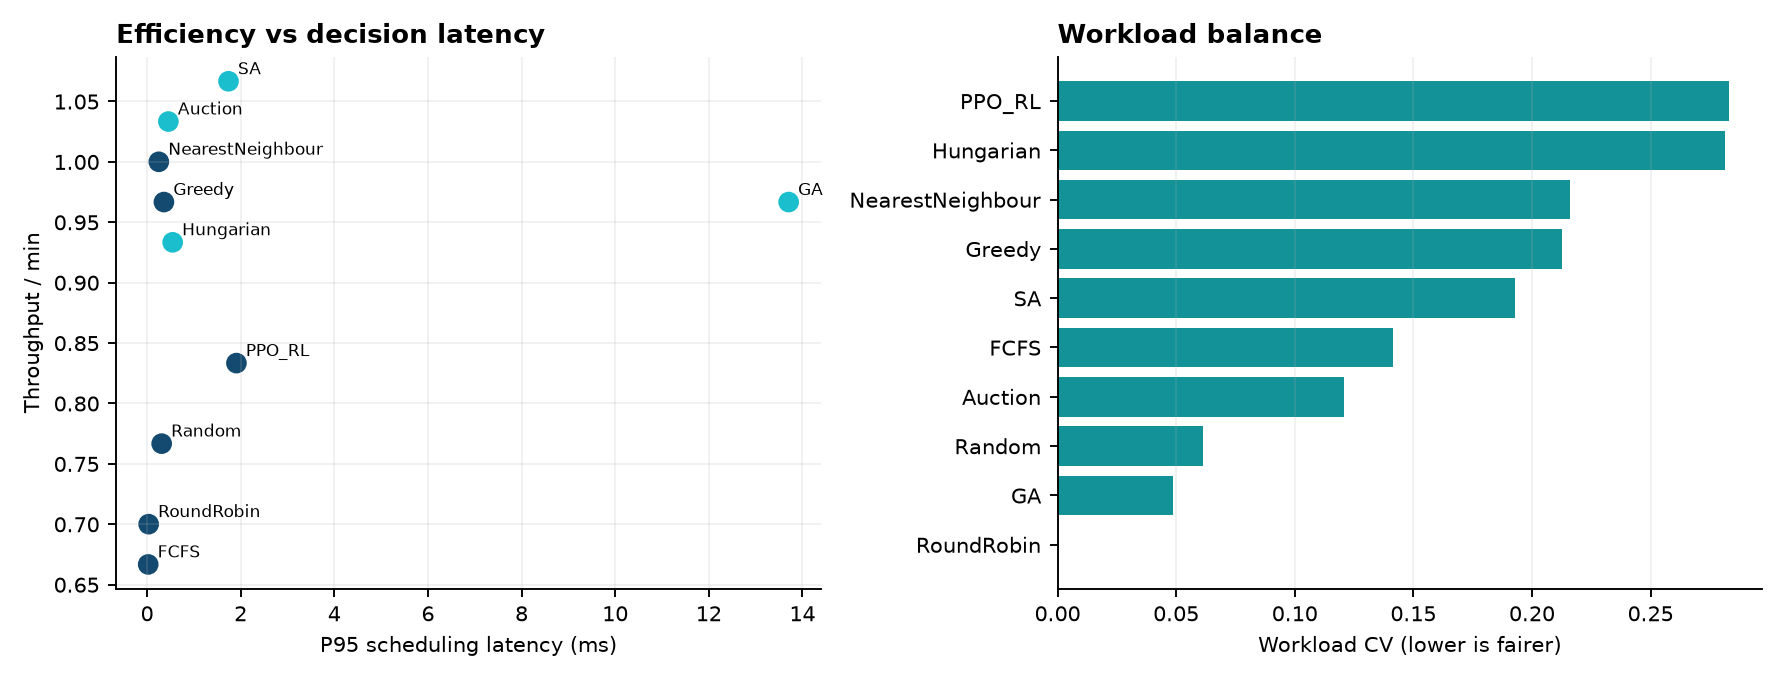 Efficiency vs decision latency
Throughput / min
1.05
1.00
0.95
0.90
0.85
0.80
0.75
0.70
0.65
SA
Auction
NearestNeighbour
Greedy
GA
Hungarian
PPO_RL
Random
RoundRobin
FCFS
0 2 4 6 8 10 12 14
P95 scheduling latency (ms)
Workload balance
PPO_RL
Hungarian
NearestNeighbour
Greedy
SA
FCFS
Auction
Random
GA
RoundRobin
0.00 0.05 0.10 0.15 0.20 0.25
Workload CV (lower is fairer)